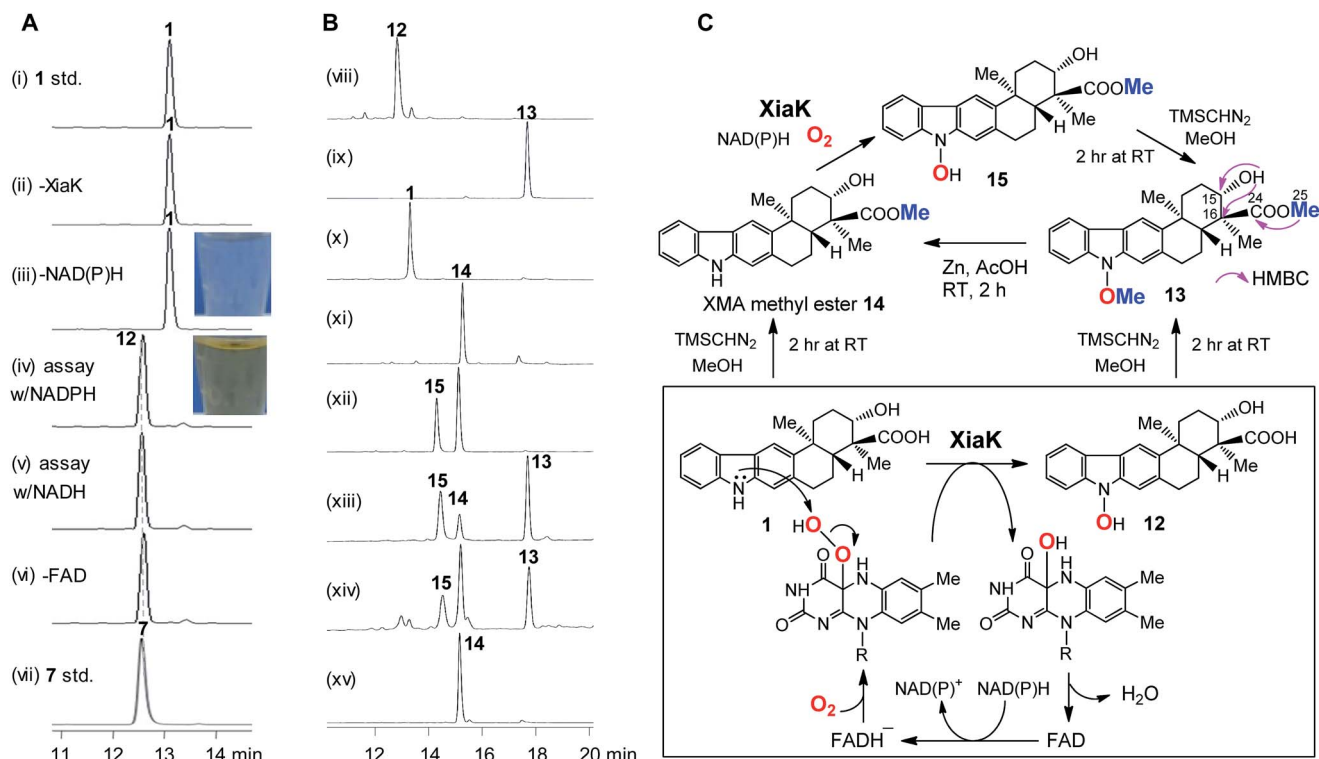 A
1
(i) 1 std.
1
(ii) -XiaK
1
(iii) -NAD(P)H
12
(iv) assay
w/NADPH
(v) assay
w/NADH
(vi) -FAD
7
(vii) 7 std.
11 12 13 14 min
B
12
(viii)
13
(ix)
1
(x)
14
(xi)
(xii)
15
(xiii)
15
14
13
(xiv)
15
13
14
(xv)
12 14 16 18 20 min
C
OH
Me
COOMe
Me
H
N
OH
15
XiaK
NAD(P)H O2
TMSCHN2
MeOH
2 hr at RT
OH
Me
COOMe
Me
H
N
H
XMA methyl ester 14
Zn, AcOH
RT, 2 h
OH
Me
15
24
25
16
COOMe
Me
H
N
OMe
13
HMBC
TMSCHN2
MeOH
2 hr at RT
TMSCHN2
MeOH
2 hr at RT
OH
Me
COOH
Me
H
N
H
1
XiaK
OH
Me
COOH
Me
H
N
OH
12
HO
O
O
H
N
NH
Me
Me
O
N
N
R
OH
O
H
N
NH
Me
Me
O
N
N
R
O2
NAD(P)+
NAD(P)H
H2O
FADH−
FAD